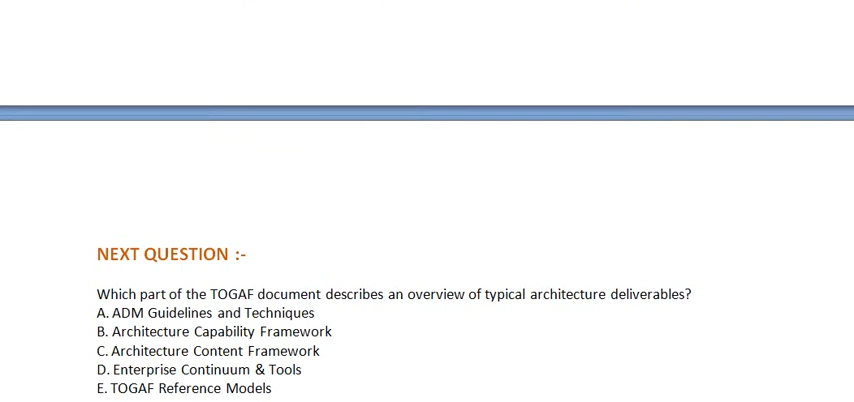 NEXT QUESTION :-
Which part of the TOGAF document describes an overview of typical architecture deliverables?
A. ADM Guidelines and Techniques
B. Architecture Capability Framework
C. Architecture Content Framework
D. Enterprise Continuum & Tools
E. TOGAF Reference Models